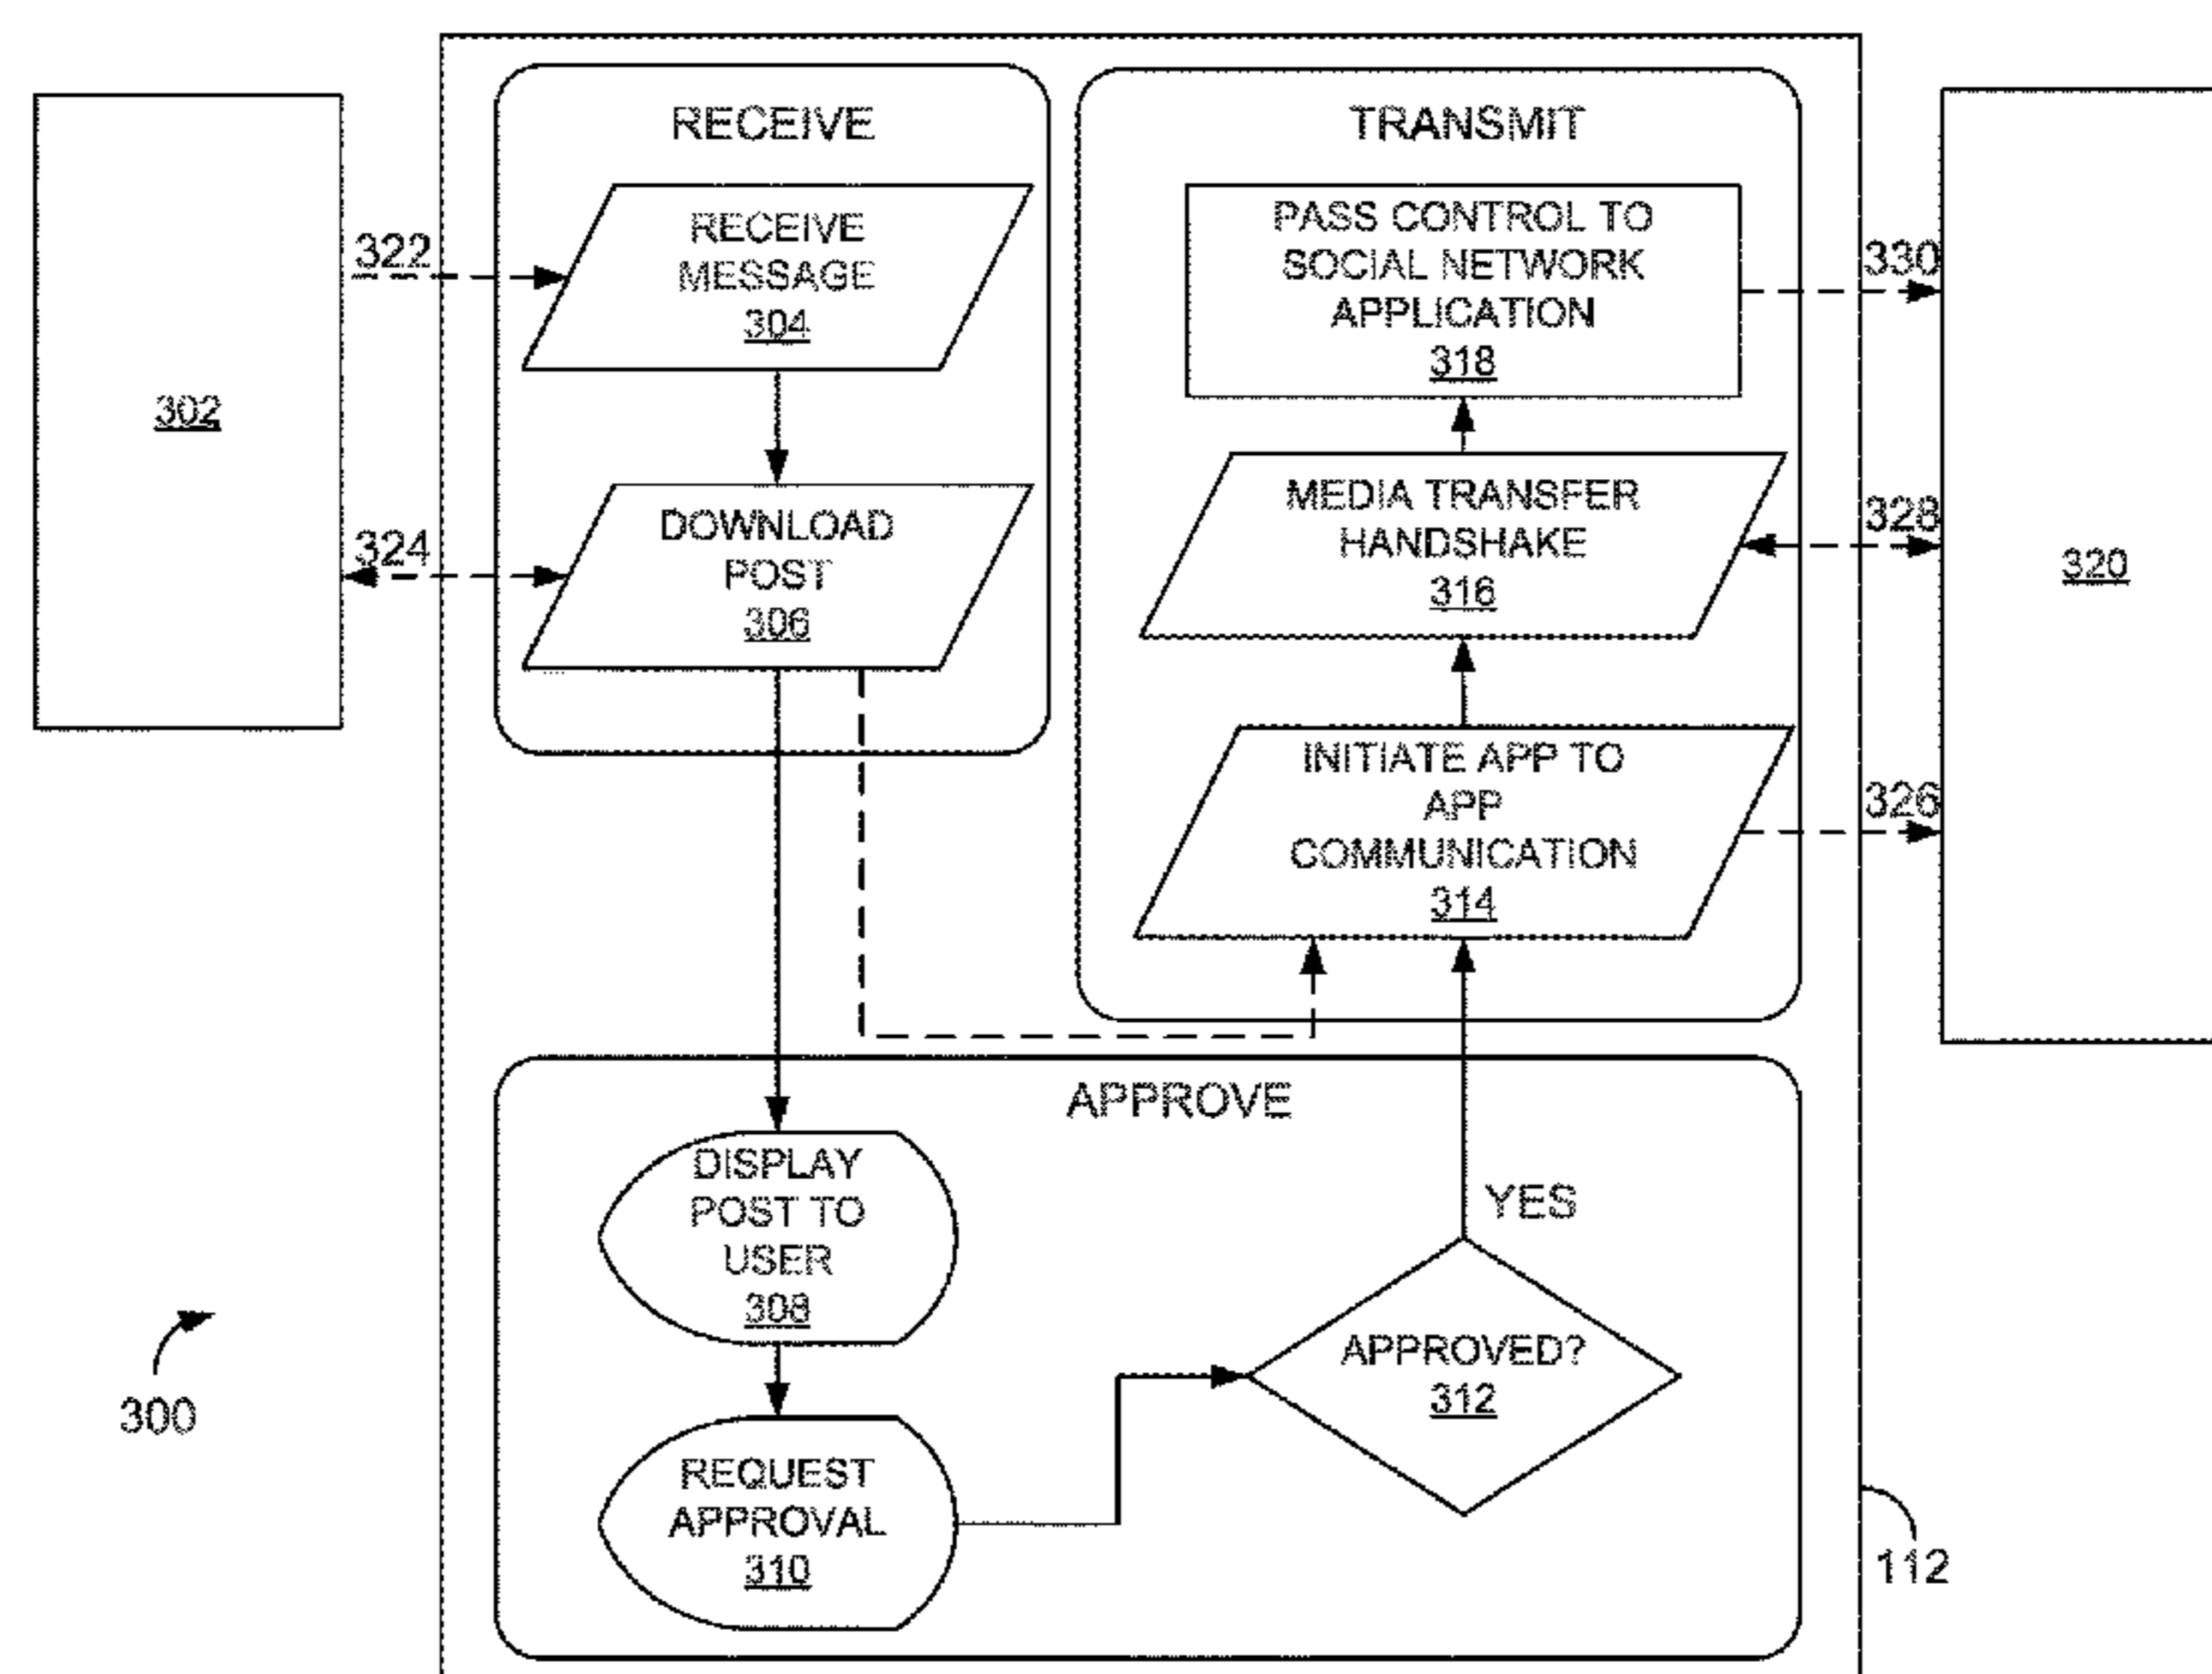 RECEIVE
TRANSMIT
302
322
RECEIVE
MESSAGE
304
324
DOWNLOAD
POST
306
PASS CONTROL TO
SOCIAL NETWORK
APPLICATION
318
330
MEDIA TRANSFER
HANDSHAKE
316
328
320
INITIATE APP TO
APP
COMMUNICATION
314
326
APPROVE
DISPLAY
POST TO
USER
308
YES
APPROVED?
312
REQUEST
APPROVAL
310
300
112